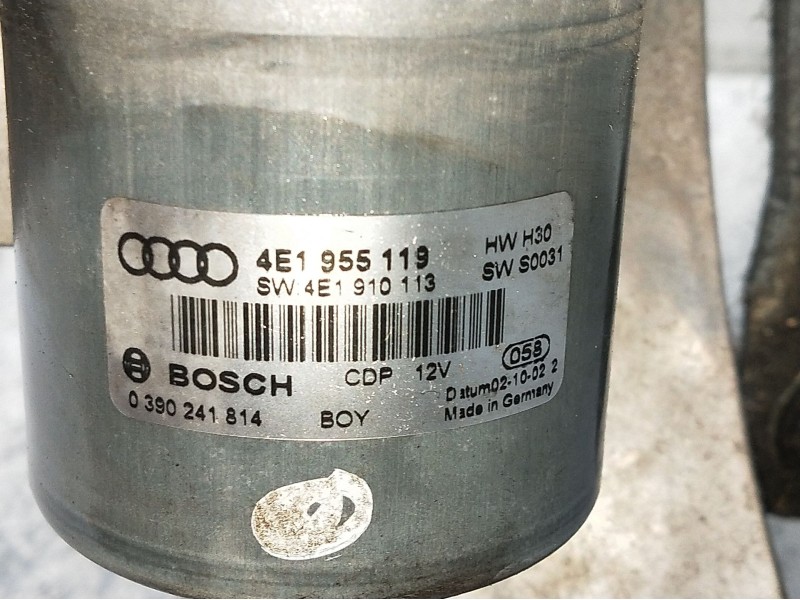 4E1 955 119
HW H30
SW 4E1 910 113
SW S0031
058
BOSCH
CDP 12V
Datum02-10-02 2
0 390 241 814
BOY
Made in Germany